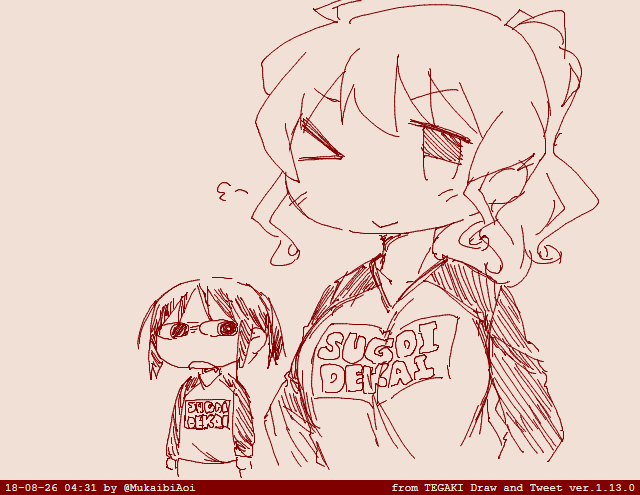 SUGOI
DEKAI
SUGOI
DEKAI
18-08-26 04:31 by @MukaibiAoi
from TEGAKI Draw and Tweet ver.1.13.0